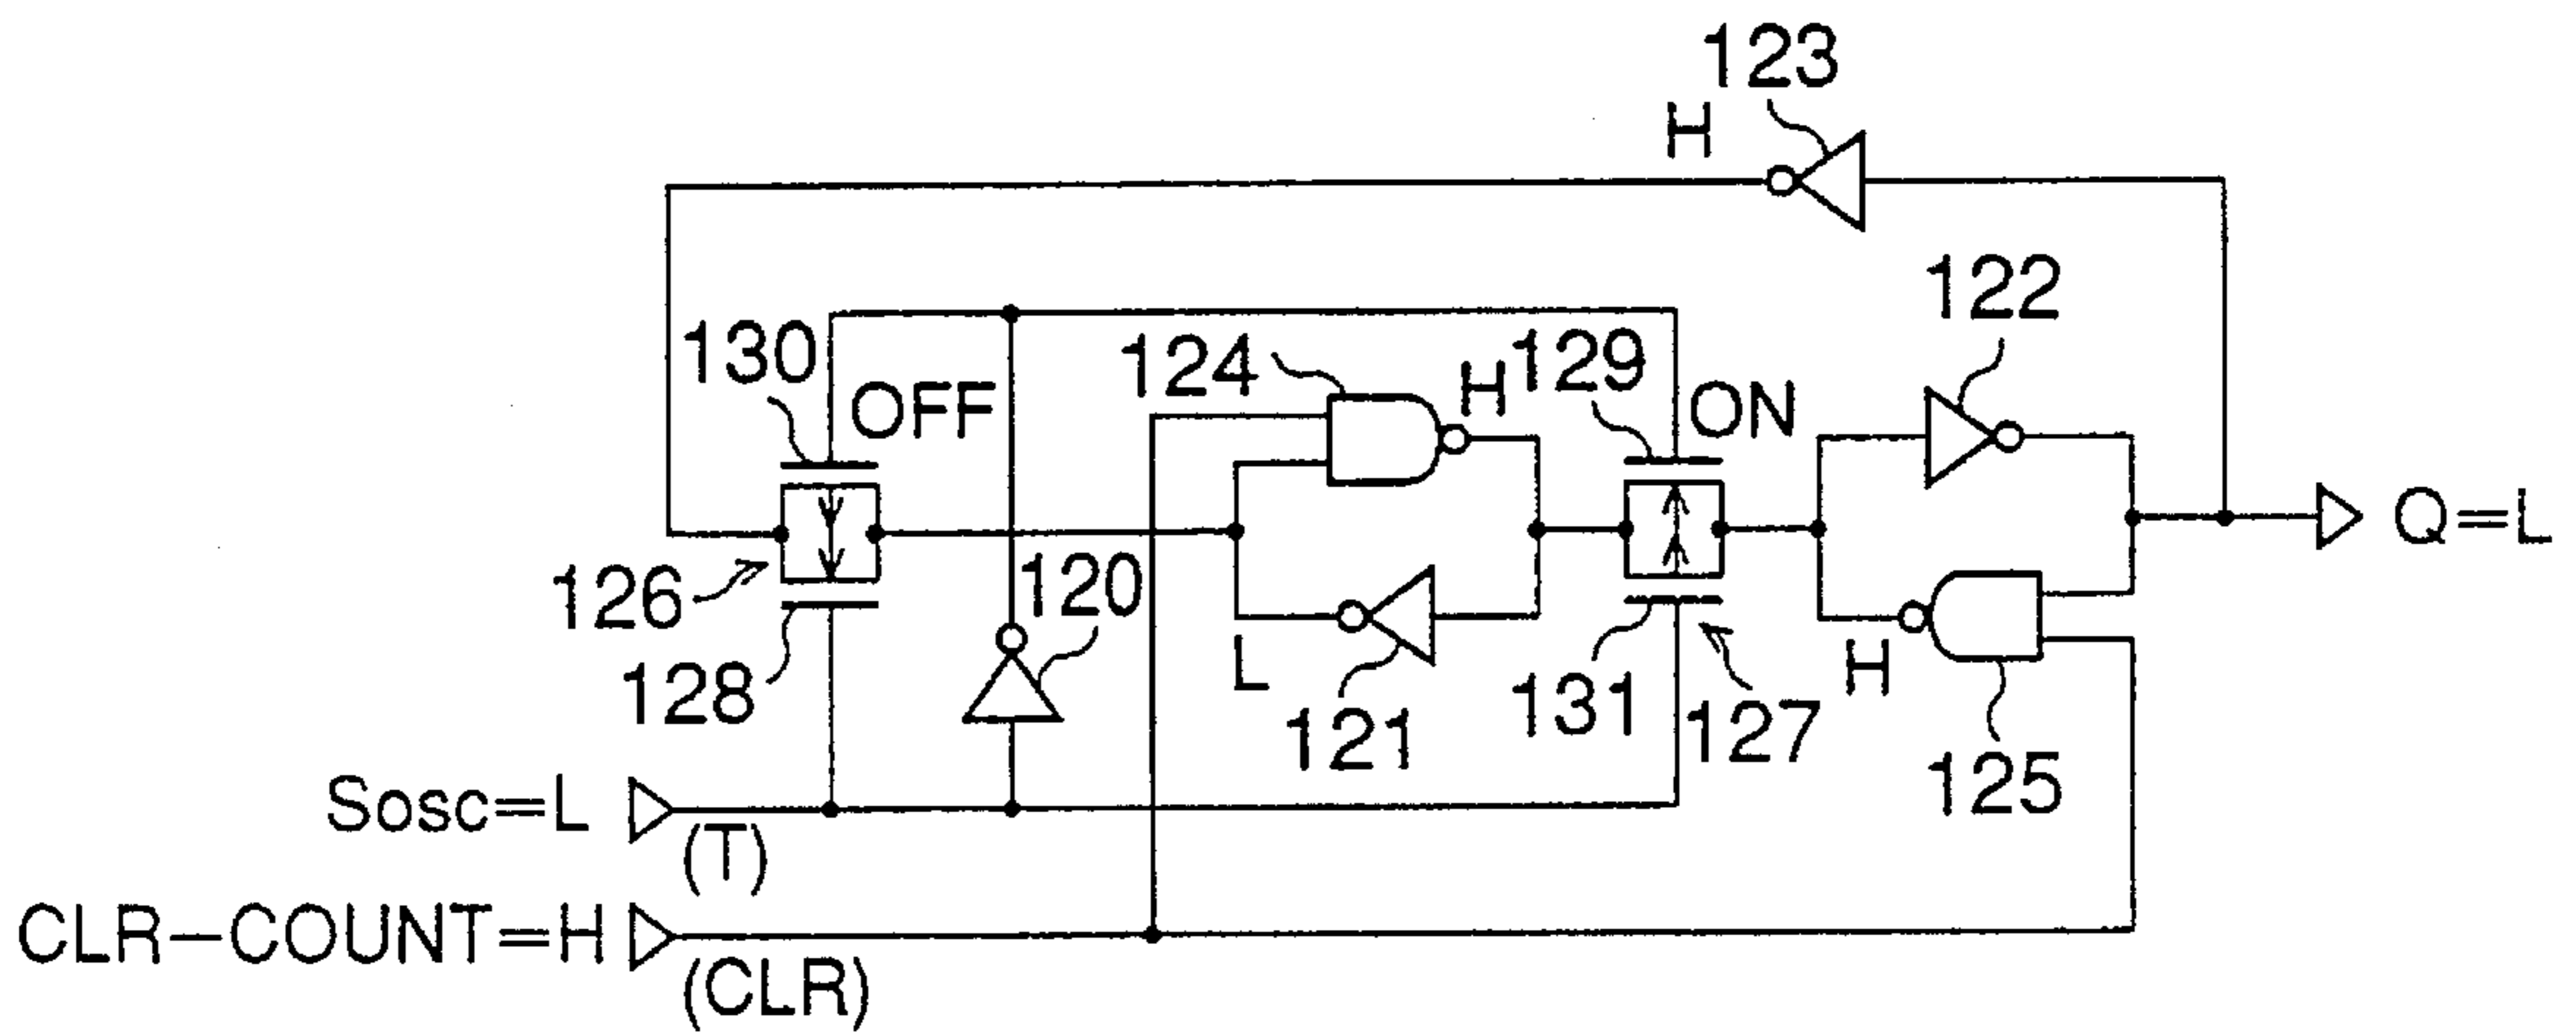 123
H
122
130
OFF
124
H
129
ON
Q=L
126
120
128
L
121
131
127
H
125
Sosc=L
(T)
CLR-COUNT=H
(CLR)